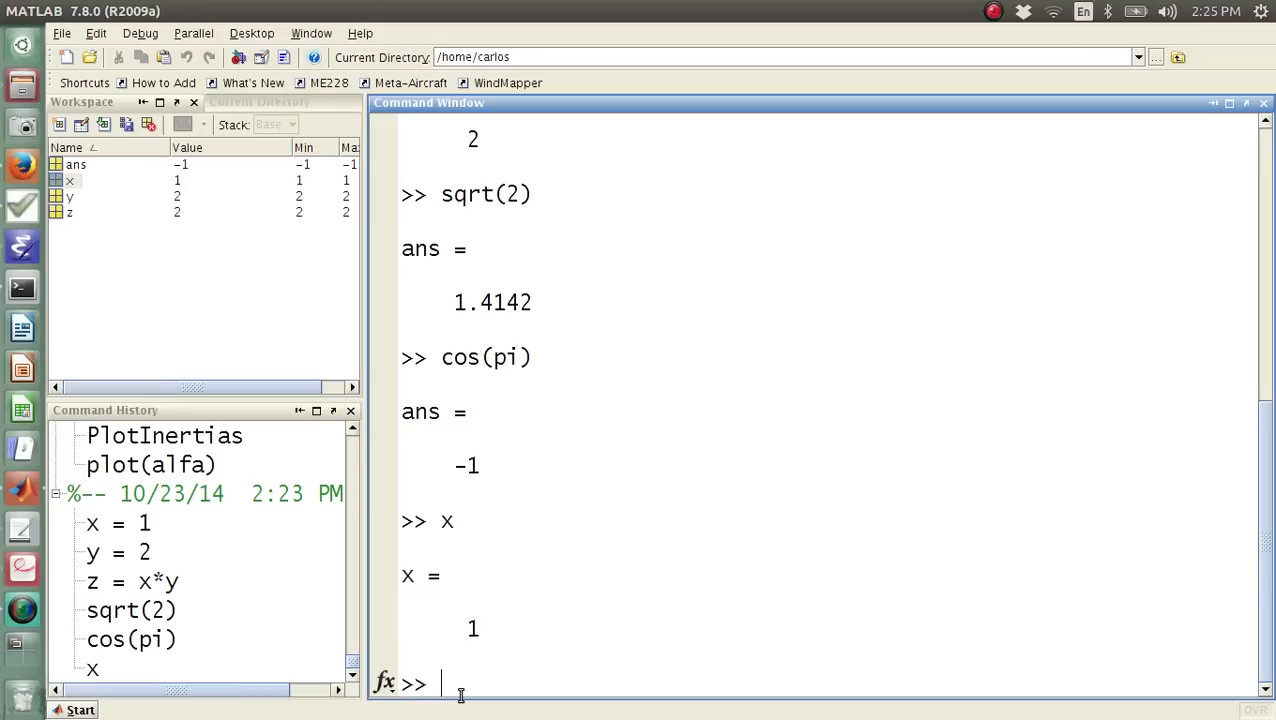 MATLAB 7.8.0 (R2009a)
En
2:25 PM
File Edit Debug Parallel Desktop Window Help
Current Directory: /home/carlos
...
Shortcuts How to Add What's New ME228 Meta-Aircraft WindMapper
Workspace
Current Directory
Stack: Base
Name Value Min Ma
ans -1 -1 -1
x 1 1 1
y 2 2 2
z 2 2 2
Command History
PlotInertias
plot(alfa)
%-- 10/23/14 2:23 PM
x = 1
y = 2
z = x*y
sqrt(2)
cos(pi)
x
Start
Command Window
2
>> sqrt(2)
ans =
1.4142
>> cos(pi)
ans =
-1
>> x
x =
1
fx >>
OVR